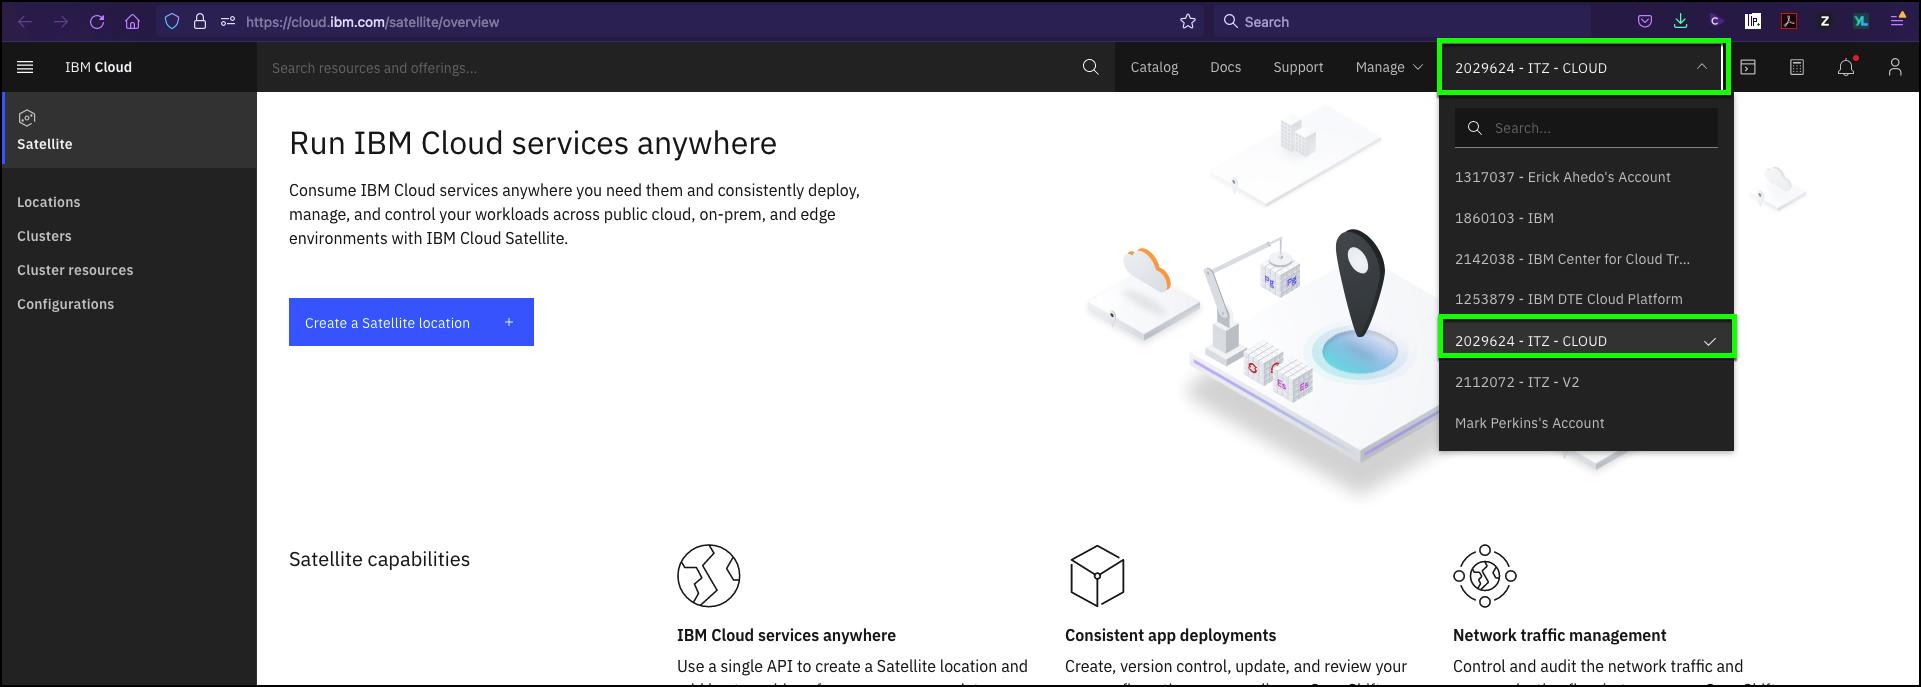 https://cloud.ibm.com/satellite/overview
Search
IBM Cloud
Search resources and offerings...
Catalog
Docs
Support
Manage
2029624 - ITZ - CLOUD
Satellite
Locations
Clusters
Cluster resources
Configurations
Run IBM Cloud services anywhere
Consume IBM Cloud services anywhere you need them and consistently deploy,
manage, and control your workloads across public cloud, on-prem, and edge
environments with IBM Cloud Satellite.
Create a Satellite location +
Pg Pg
Es Es
Search...
1317037 - Erick Ahedo's Account
1860103 - IBM
2142038 - IBM Center for Cloud Tr...
1253879 - IBM DTE Cloud Platform
2029624 - ITZ - CLOUD
2112072 - ITZ - V2
Mark Perkins's Account
Satellite capabilities
IBM Cloud services anywhere
Use a single API to create a Satellite location and
Consistent app deployments
Create, version control, update, and review your
Network traffic management
Control and audit the network traffic and